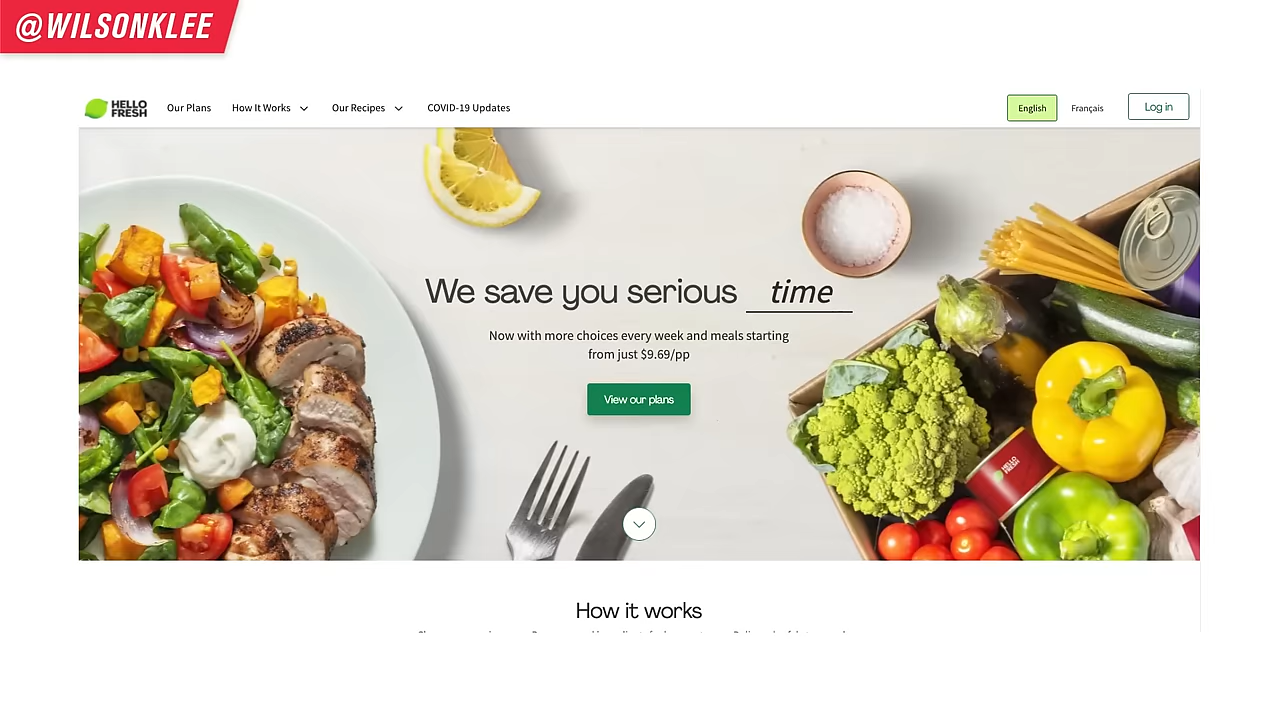 @WILSONKLEE
HELLO
FRESH
Our Plans
How It Works
Our Recipes
COVID-19 Updates
English
Français
Log in
We save you serious time
Now with more choices every week and meals starting
from just $9.69/pp
View our plans
HELLO
FRESH
How it works